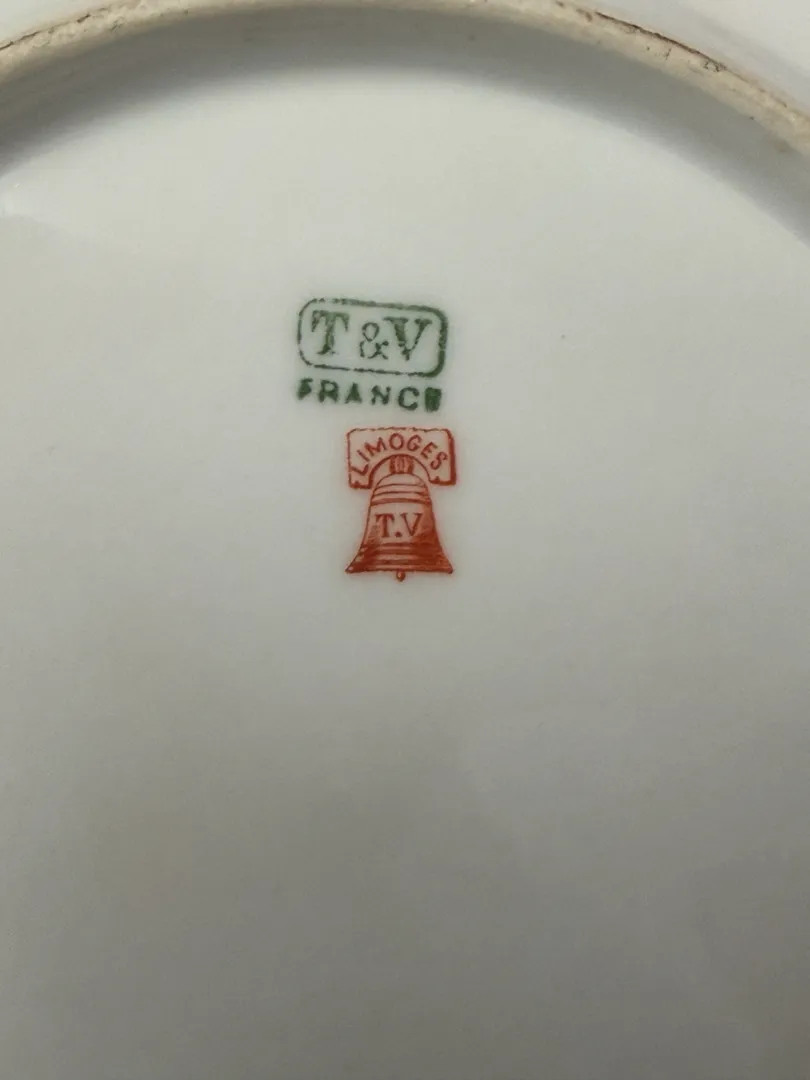 T & V
FRANCE
LIMOGES
T.V